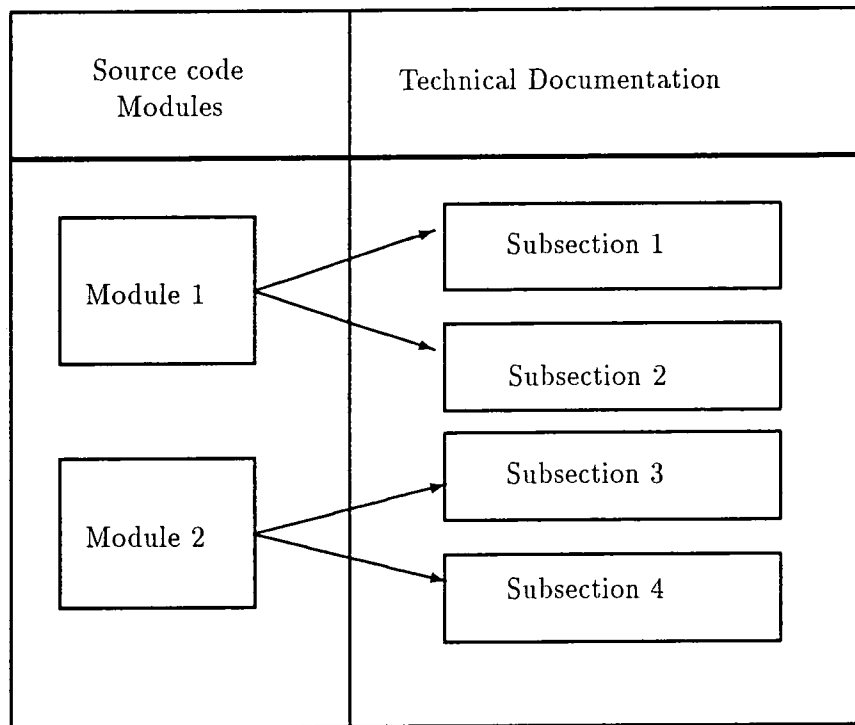 Source code
Modules
Technical Documentation
Module 1
Subsection 1
Subsection 2
Module 2
Subsection 3
Subsection 4